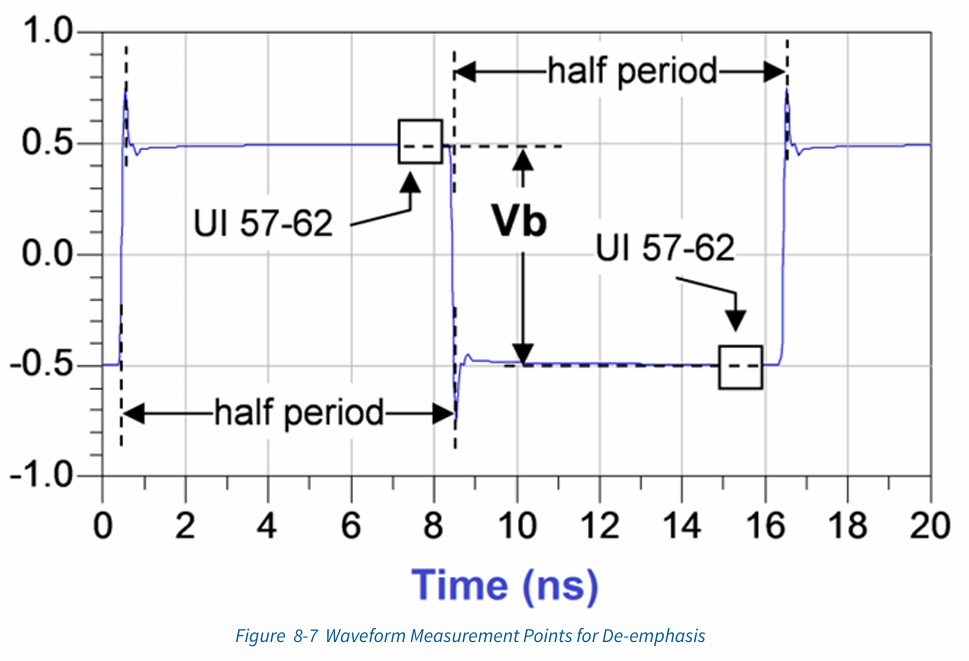 1.0
half period
0.5
UI 57-62
Vb
UI 57-62
0.0
-0.5
half period
-1.0
0 2 4 6 8 10 12 14 16 18 20
Time (ns)
Figure 8-7 Waveform Measurement Points for De-emphasis